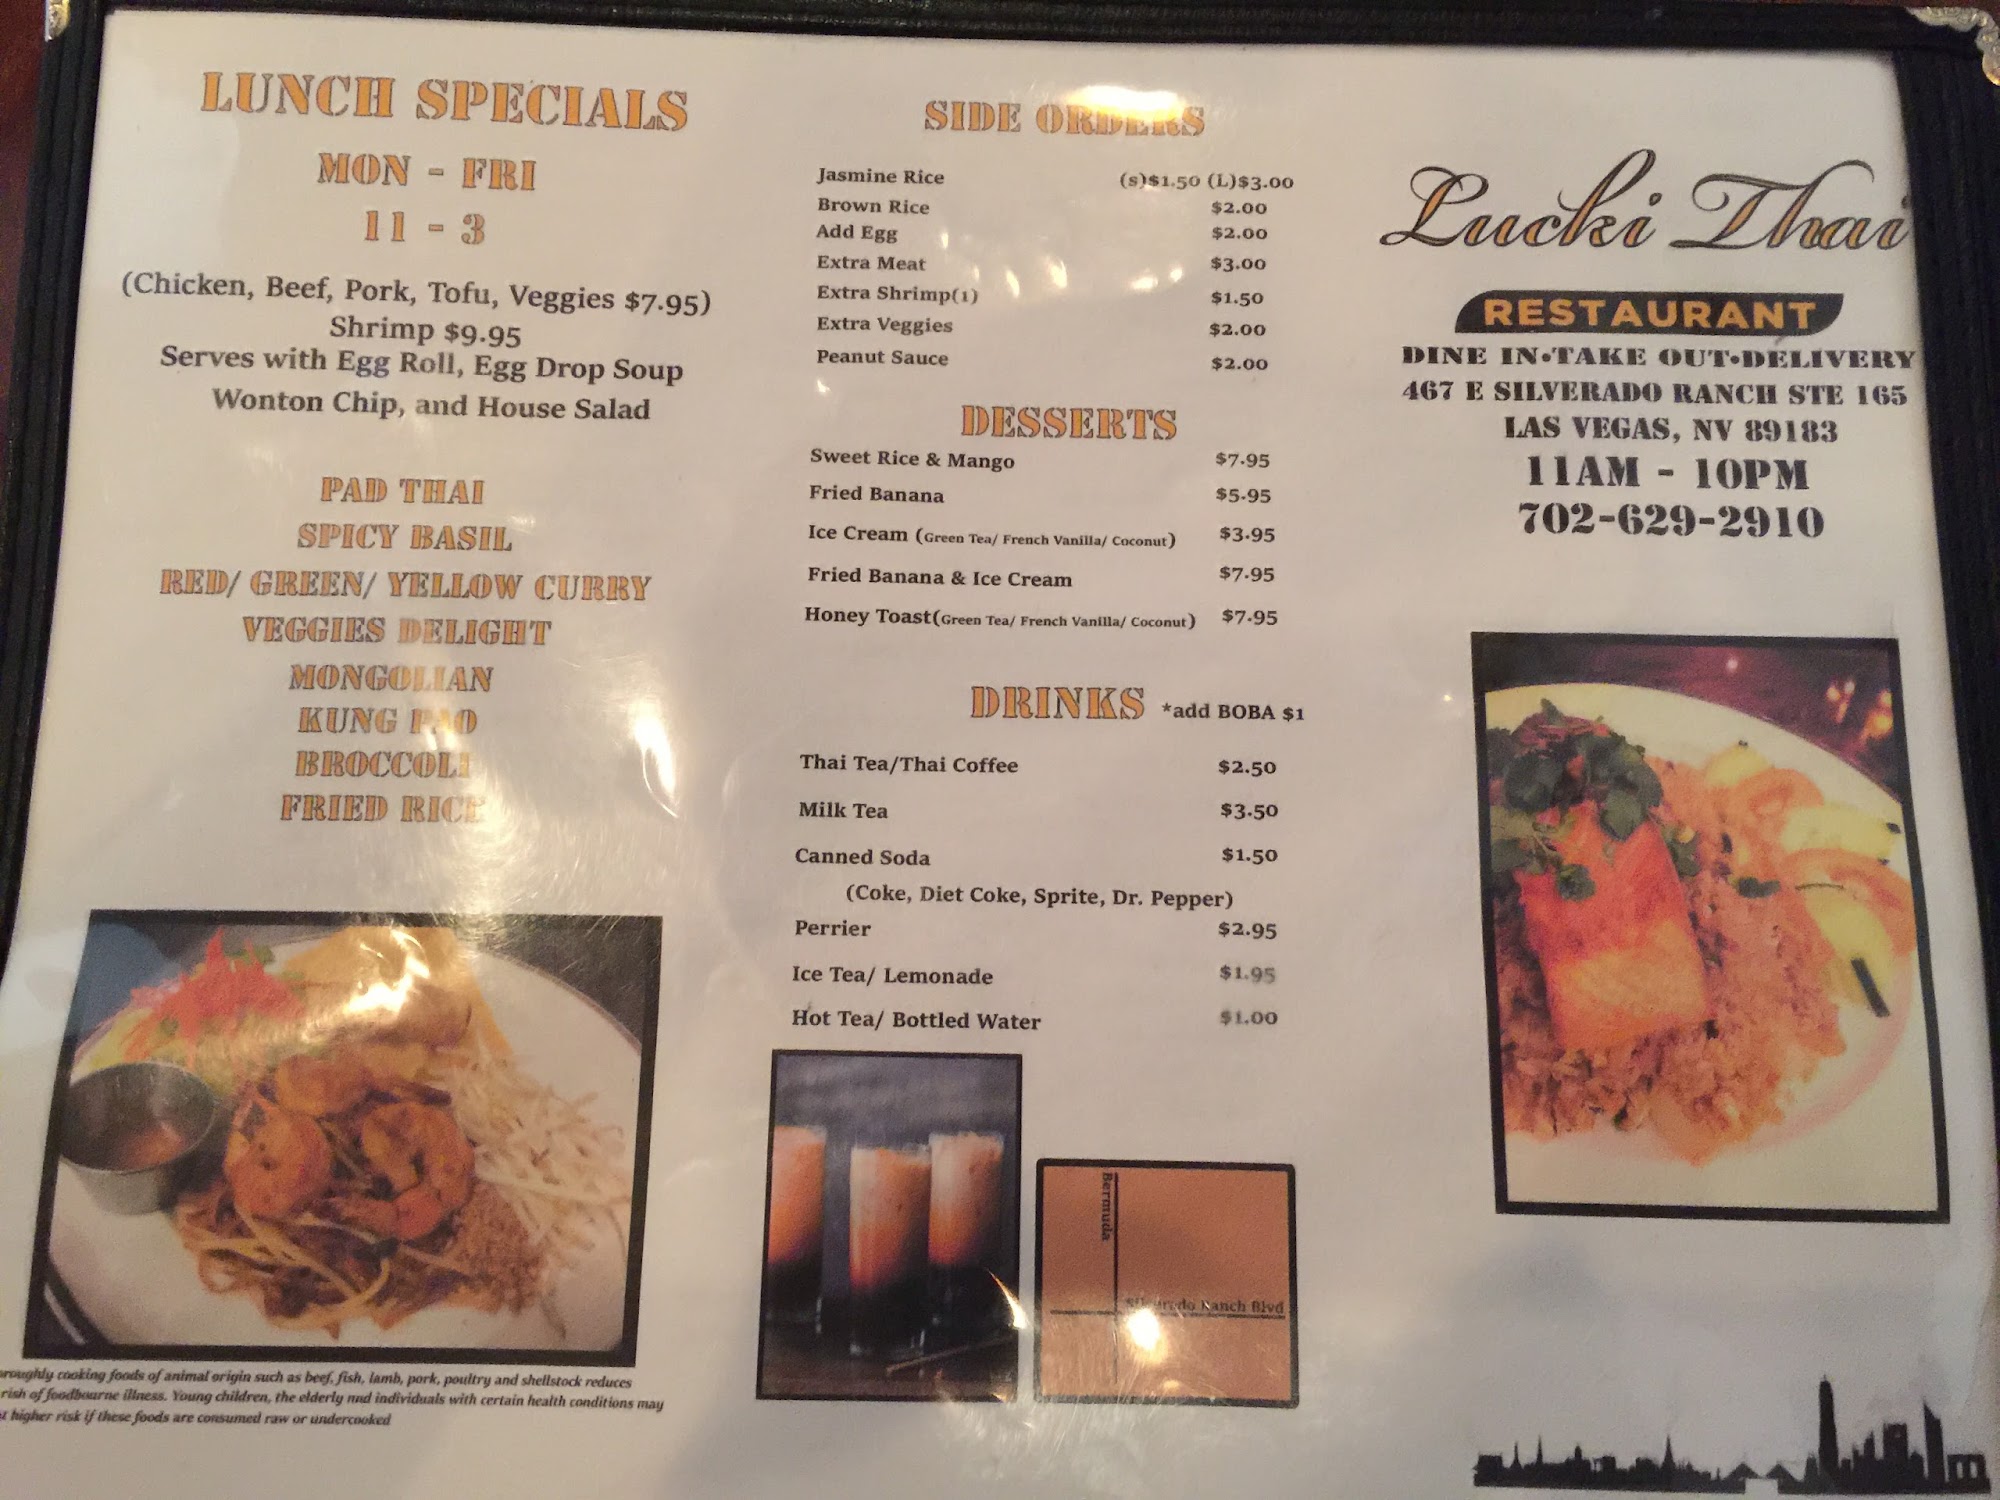 LUNCH SPECIALS
MON - FRI
11 - 3
(Chicken, Beef, Pork, Tofu, Veggies $7.95)
Shrimp $9.95
Serves with Egg Roll, Egg Drop Soup
Wonton Chip, and House Salad
PAD THAI
SPICY BASIL
RED/ GREEN/ YELLOW CURRY
VEGGIES DELIGHT
MONGOLIAN
KUNG PAO
BROCCOLI
FRIED RICE
oroughly cooking foods of animal origin such as beef, fish, lamb, pork, poultry and shellstock reduces
rish of foodbourne illness. Young children, the elderly nnd individuals with certain health conditions may
at higher risk if these foods are consumed raw or undercooked
SIDE ORDERS
Jasmine Rice (s)$1.50 (L)$3.00
Brown Rice $2.00
Add Egg $2.00
Extra Meat $3.00
Extra Shrimp(1) $1.50
Extra Veggies $2.00
Peanut Sauce $2.00
DESSERTS
Sweet Rice & Mango $7.95
Fried Banana $5.95
Ice Cream (Green Tea/ French Vanilla/ Coconut) $3.95
Fried Banana & Ice Cream $7.95
Honey Toast(Green Tea/ French Vanilla/ Coconut) $7.95
DRINKS *add BOBA $1
Thai Tea/Thai Coffee $2.50
Milk Tea $3.50
Canned Soda $1.50
(Coke, Diet Coke, Sprite, Dr. Pepper)
Perrier $2.95
Ice Tea/ Lemonade $1.95
Hot Tea/ Bottled Water $1.00
Bermuda
Silverado Ranch Blvd
Lucki Thai
RESTAURANT
DINE IN•TAKE OUT•DELIVERY
467 E SILVERADO RANCH STE 165
LAS VEGAS, NV 89183
11AM - 10PM
702-629-2910